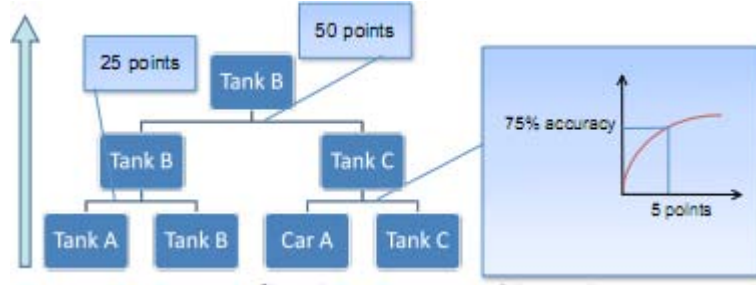 50 points
25 points
Tank B
75% accuracy
Tank B
Tank C
5 points
Tank A
Tank B
Car A
Tank C